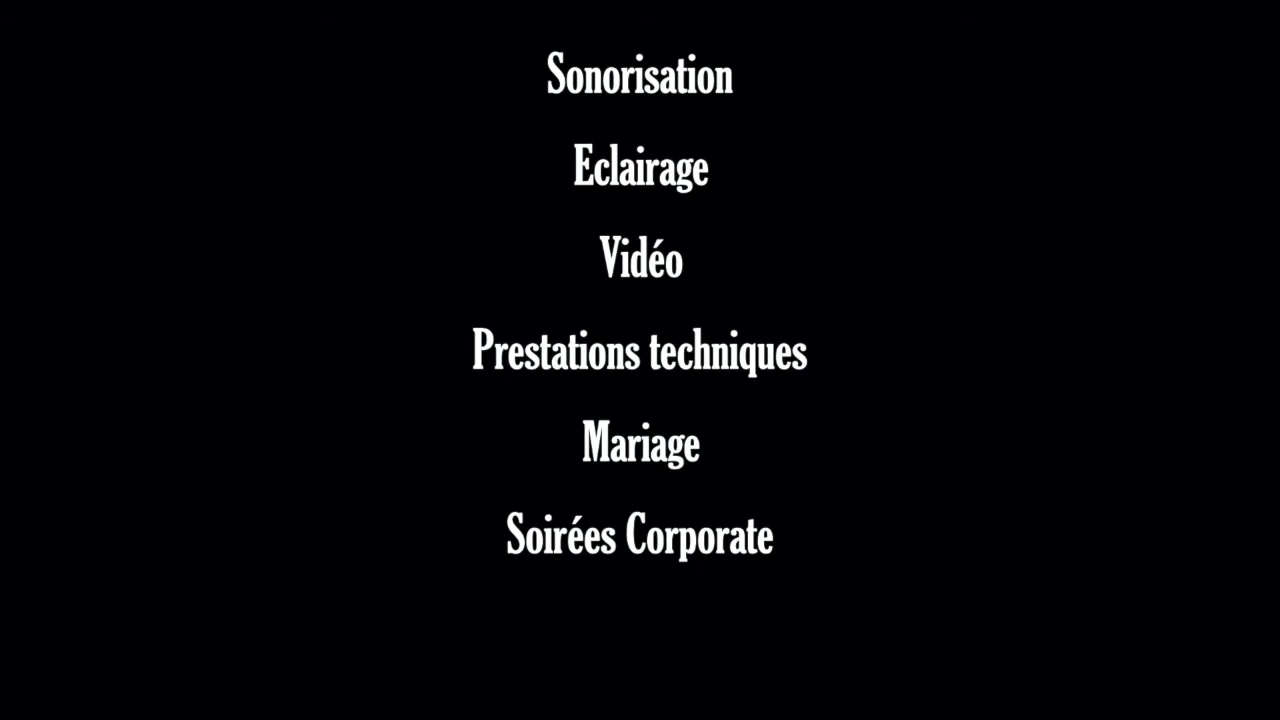 Sonorisation
Eclairage
Vidéo
Prestations techniques
Mariage
Soirées Corporate